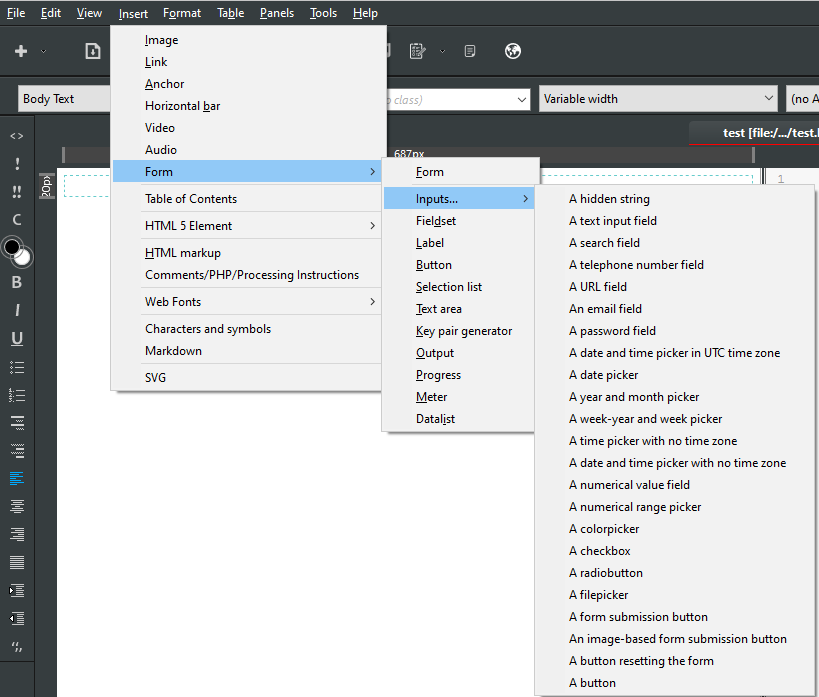 File Edit View Insert Format Table Panels Tools Help
Body Text
class)
Variable width
(no A
test [file:/.../test.
687px
20px
1
Image
Link
Anchor
Horizontal bar
Video
Audio
Form
Table of Contents
HTML 5 Element
HTML markup
Comments/PHP/Processing Instructions
Web Fonts
Characters and symbols
Markdown
SVG
Form
Inputs...
Fieldset
Label
Button
Selection list
Text area
Key pair generator
Output
Progress
Meter
Datalist
A hidden string
A text input field
A search field
A telephone number field
A URL field
An email field
A password field
A date and time picker in UTC time zone
A date picker
A year and month picker
A week-year and week picker
A time picker with no time zone
A date and time picker with no time zone
A numerical value field
A numerical range picker
A colorpicker
A checkbox
A radiobutton
A filepicker
A form submission button
An image-based form submission button
A button resetting the form
A button
<>
!
!!
C
B
I
U